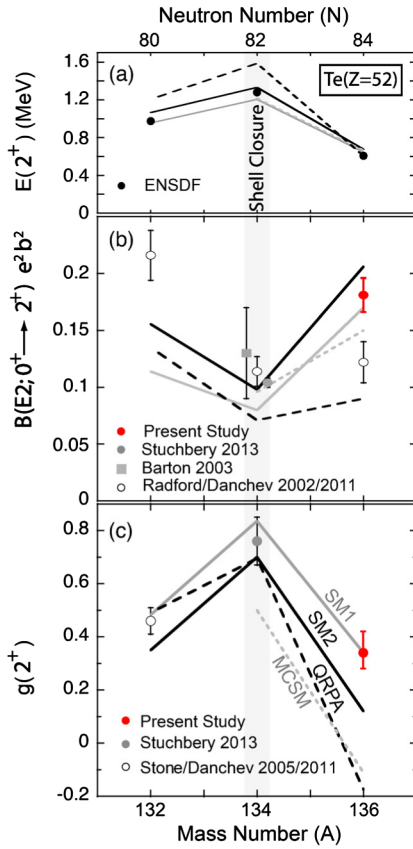 Neutron Number (N)
80 82 84
(a)
Te(Z=52)
E(2⁺) (MeV)
1.6
1.2
0.8
0.4
0
ENSDF
Shell Closure
(b)
B(E2;0⁺→2⁺) e²b²
0.2
0.15
0.1
0.05
0
Present Study
Stuchbery 2013
Barton 2003
Radford/Danchev 2002/2011
(c)
g(2⁺)
0.8
0.6
0.4
0.2
0
-0.2
SM1
SM2
QRPA
MCSM
Present Study
Stuchbery 2013
Stone/Danchev 2005/2011
132 134 136
Mass Number (A)